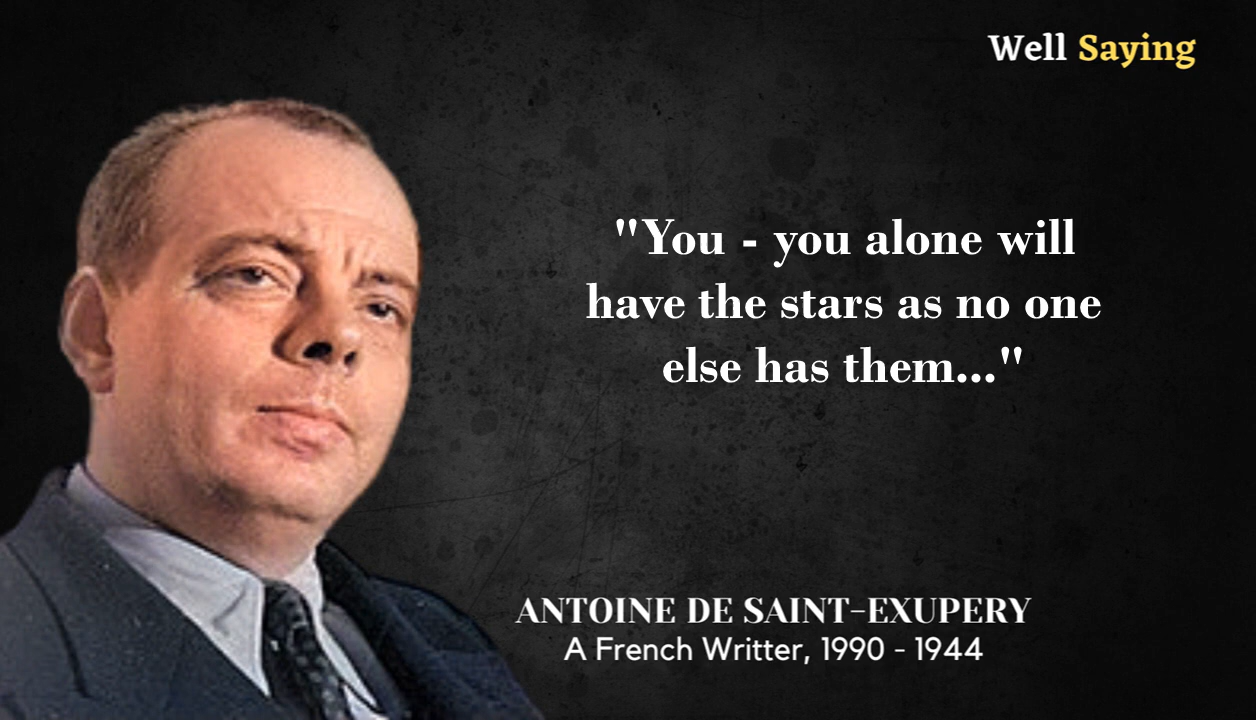 Well Saying
"You - you alone will
have the stars as no one
else has them..."
ANTOINE DE SAINT-EXUPERY
A French Writter, 1990 - 1944